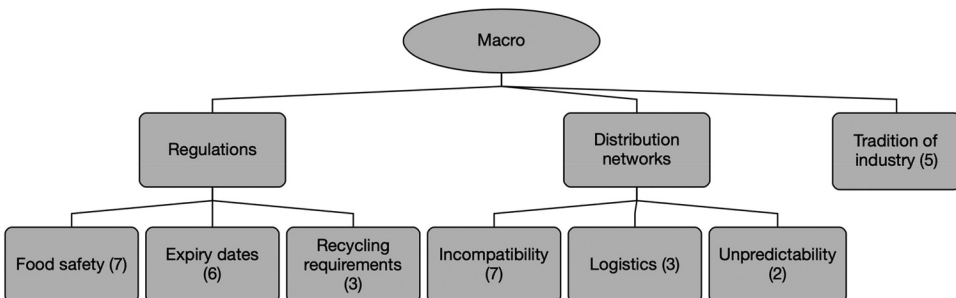 Macro
Regulations
Distribution
networks
Tradition of
industry (5)
Food safety (7)
Expiry dates
(6)
Recycling
requirements
(3)
Incompatibility
(7)
Logistics (3)
Unpredictability
(2)